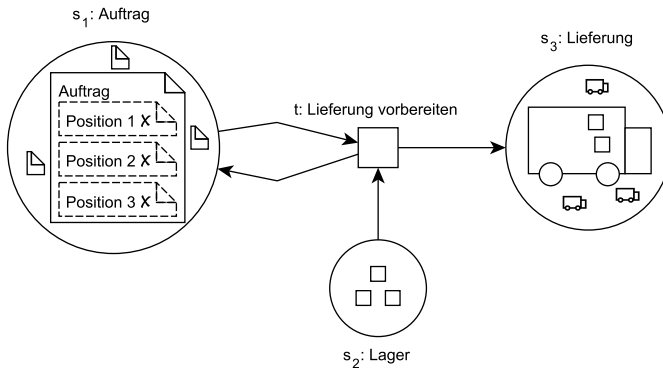 s1: Auftrag
Auftrag
Position 1 ✗
Position 2 ✗
Position 3 ✗
t: Lieferung vorbereiten
s2: Lager
s3: Lieferung